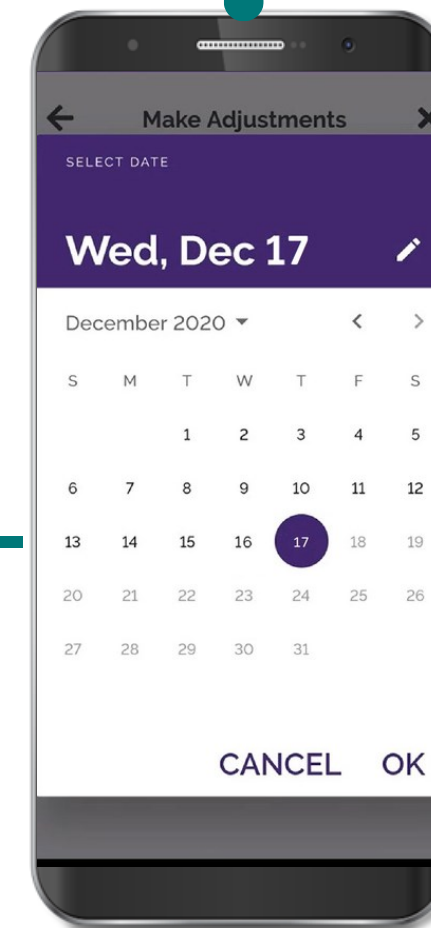 Make Adjustments
SELECT DATE
Wed, Dec 17
December 2020
S M T W T F S
1 2 3 4 5
6 7 8 9 10 11 12
13 14 15 16 17 18 19
20 21 22 23 24 25 26
27 28 29 30 31
CANCEL OK